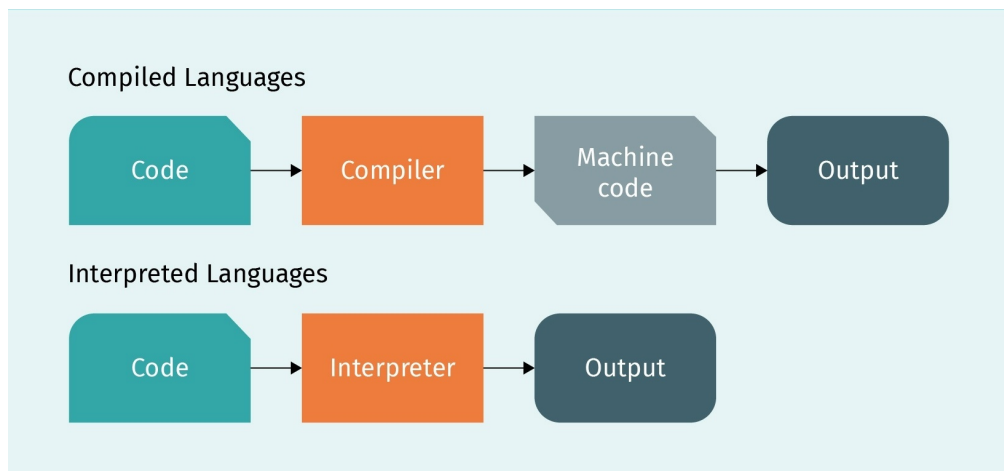 Compiled Languages
Code
Compiler
Machine
code
Output
Interpreted Languages
Code
Interpreter
Output